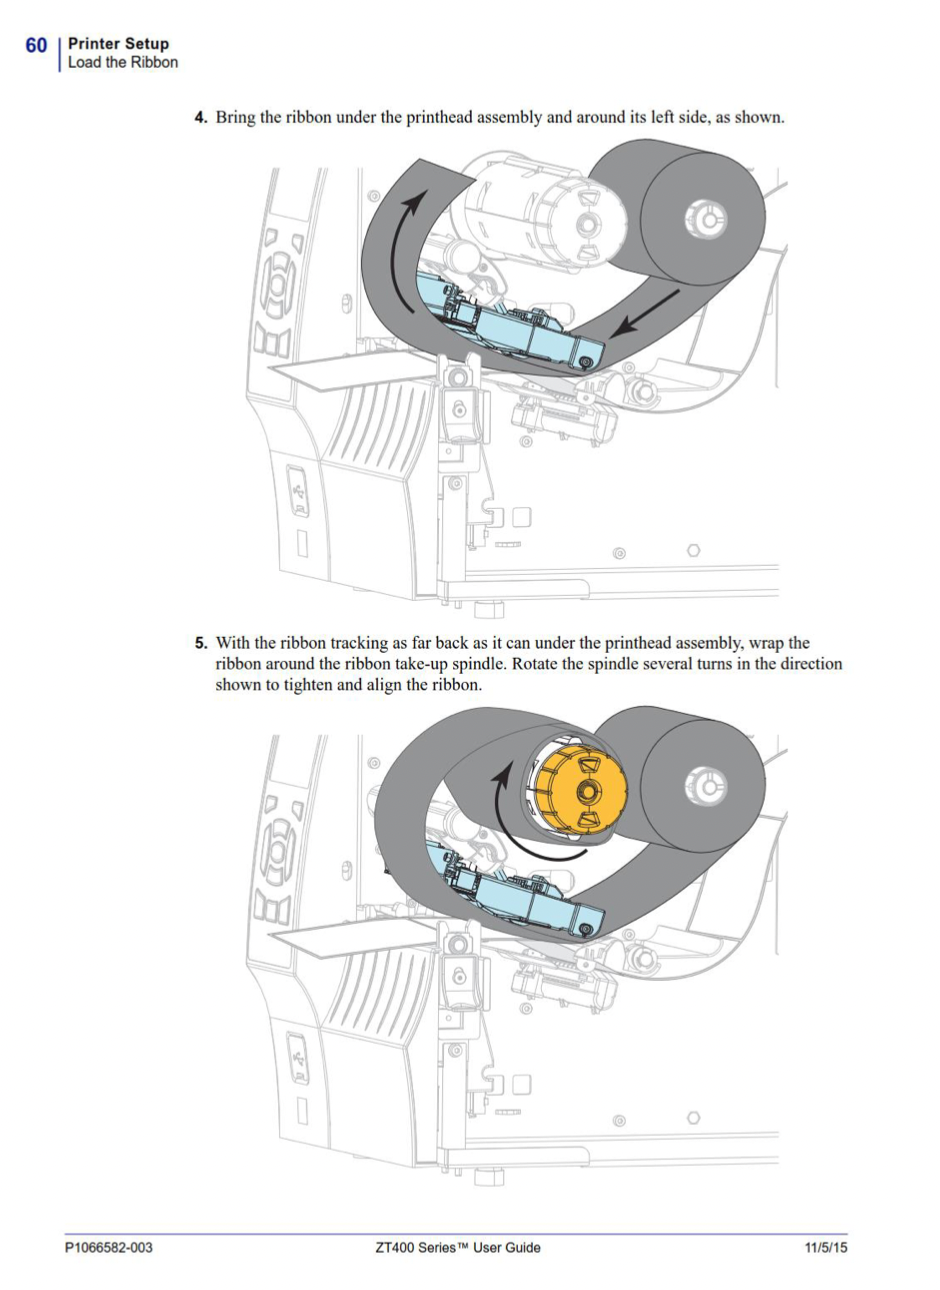 60
Printer Setup
Load the Ribbon
4. Bring the ribbon under the printhead assembly and around its left side, as shown.
5. With the ribbon tracking as far back as it can under the printhead assembly, wrap the
ribbon around the ribbon take-up spindle. Rotate the spindle several turns in the direction
shown to tighten and align the ribbon.
P1066582-003
ZT400 Series™ User Guide
11/5/15